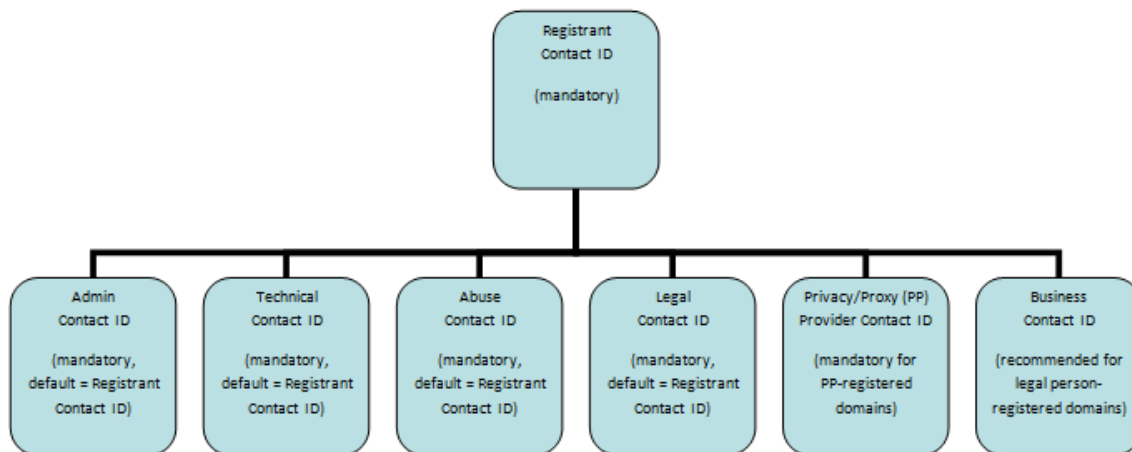 Registrant
Contact ID
(mandatory)
Admin
Contact ID
(mandatory,
default = Registrant
Contact ID)
Technical
Contact ID
(mandatory,
default = Registrant
Contact ID)
Abuse
Contact ID
(mandatory,
default = Registrant
Contact ID)
Legal
Contact ID
(mandatory,
default = Registrant
Contact ID)
Privacy/Proxy (PP)
Provider Contact ID
(mandatory for
PP-registered
domains)
Business
Contact ID
(recommended for
legal person-
registered domains)